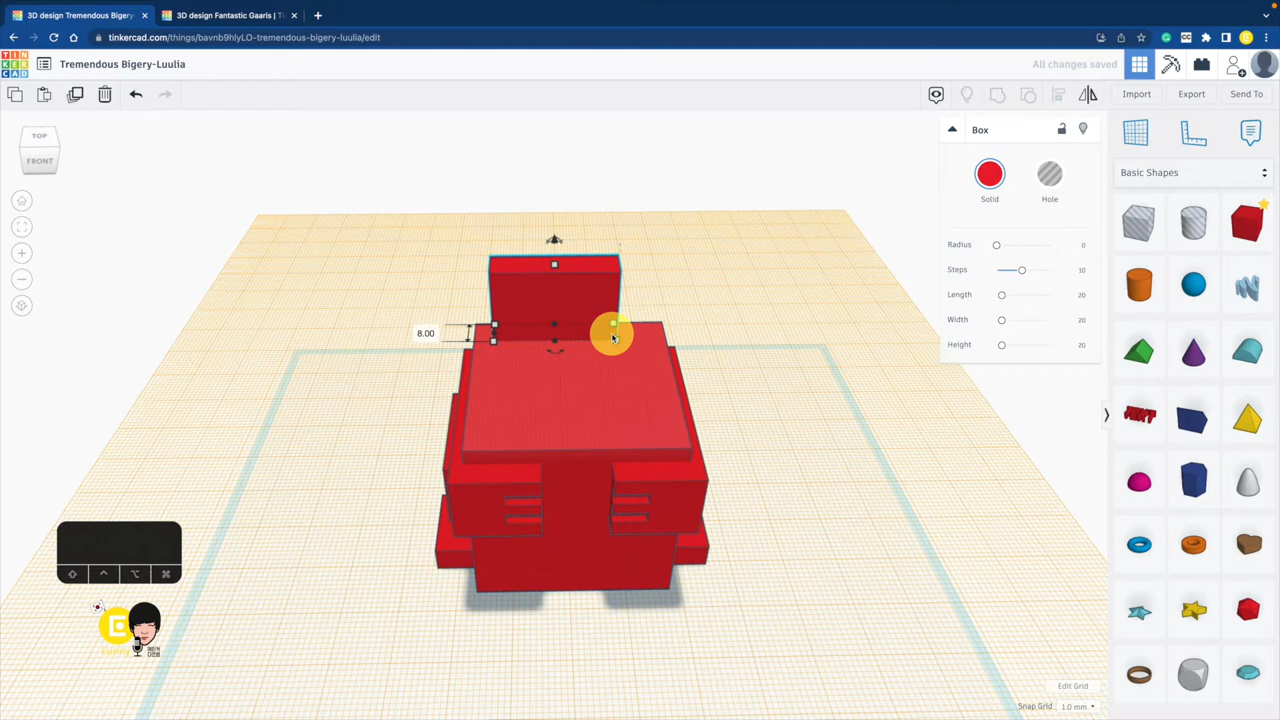 3D design Tremendous Bigery-
3D design Fantastic Gaaris | Ti
tinkercad.com/things/bavnb9hlyLO-tremendous-bigery-luulia/edit
TIN
KER
CAD
Tremendous Bigery-Luulia
All changes saved
Import
Export
Send To
TOP
FRONT
Box
Solid
Hole
Radius
0
Steps
10
Length
20
Width
20
Height
20
Basic Shapes
8.00
Edit Grid
Snap Grid
1.0 mm